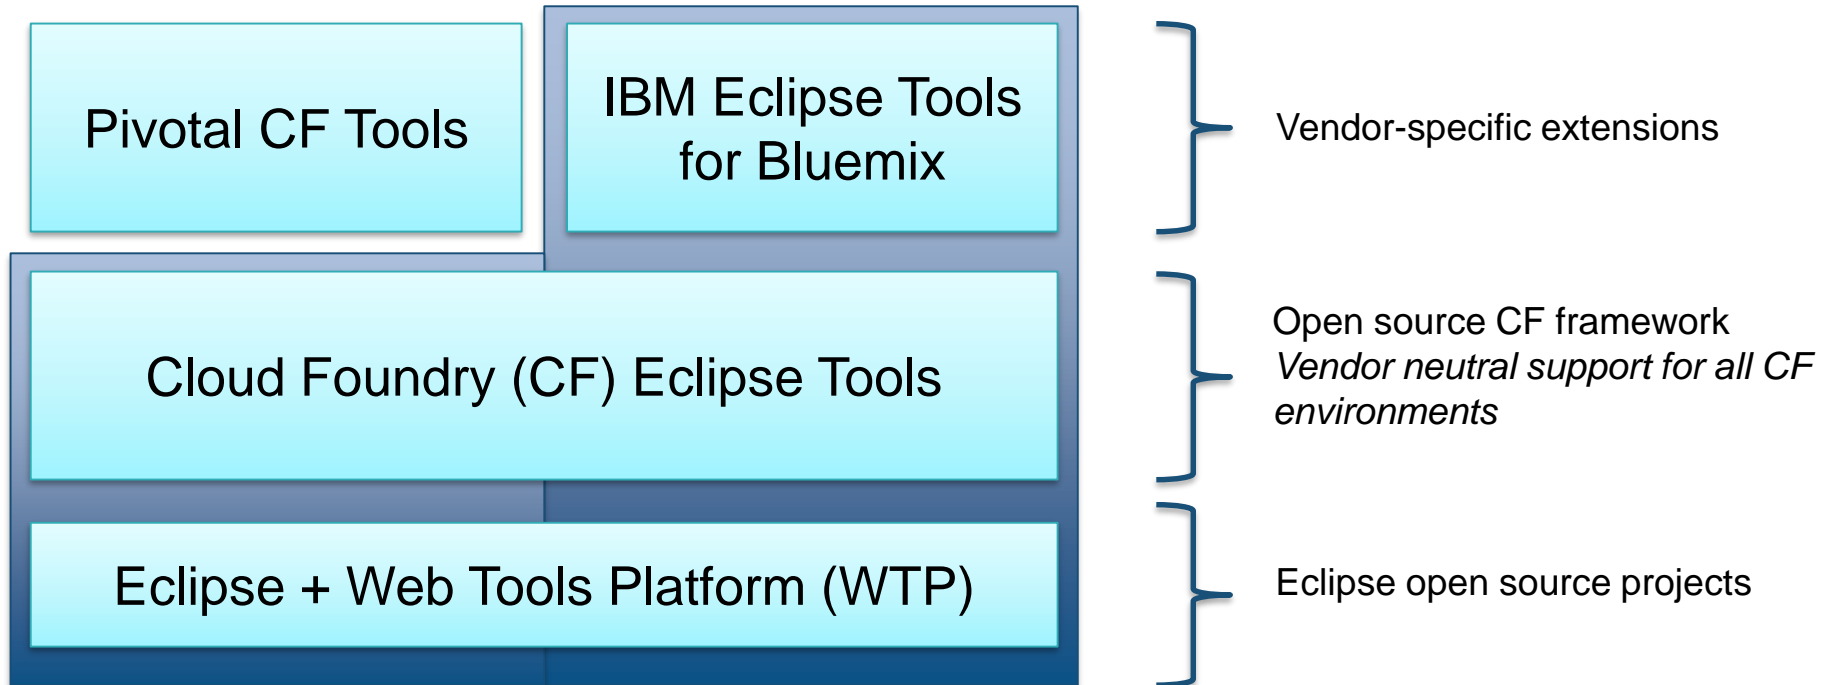 Pivotal CF Tools
IBM Eclipse Tools
for Bluemix
Vendor-specific extensions
Cloud Foundry (CF) Eclipse Tools
Open source CF framework
Vendor neutral support for all CF
environments
Eclipse + Web Tools Platform (WTP)
Eclipse open source projects